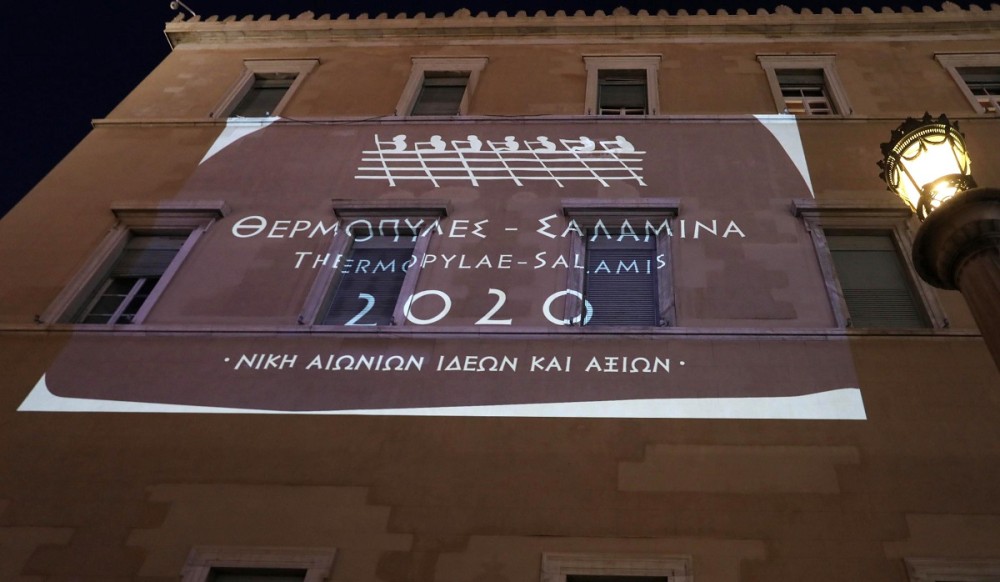 ΘΕΡΜΟΠΥΛΕΣ - ΣΑΛΑΜΙΝΑ
THERMOPYLAE-SALAMIS
2020
· ΝΙΚΗ ΑΙΩΝΙΩΝ ΙΔΕΩΝ ΚΑΙ ΑΞΙΩΝ ·